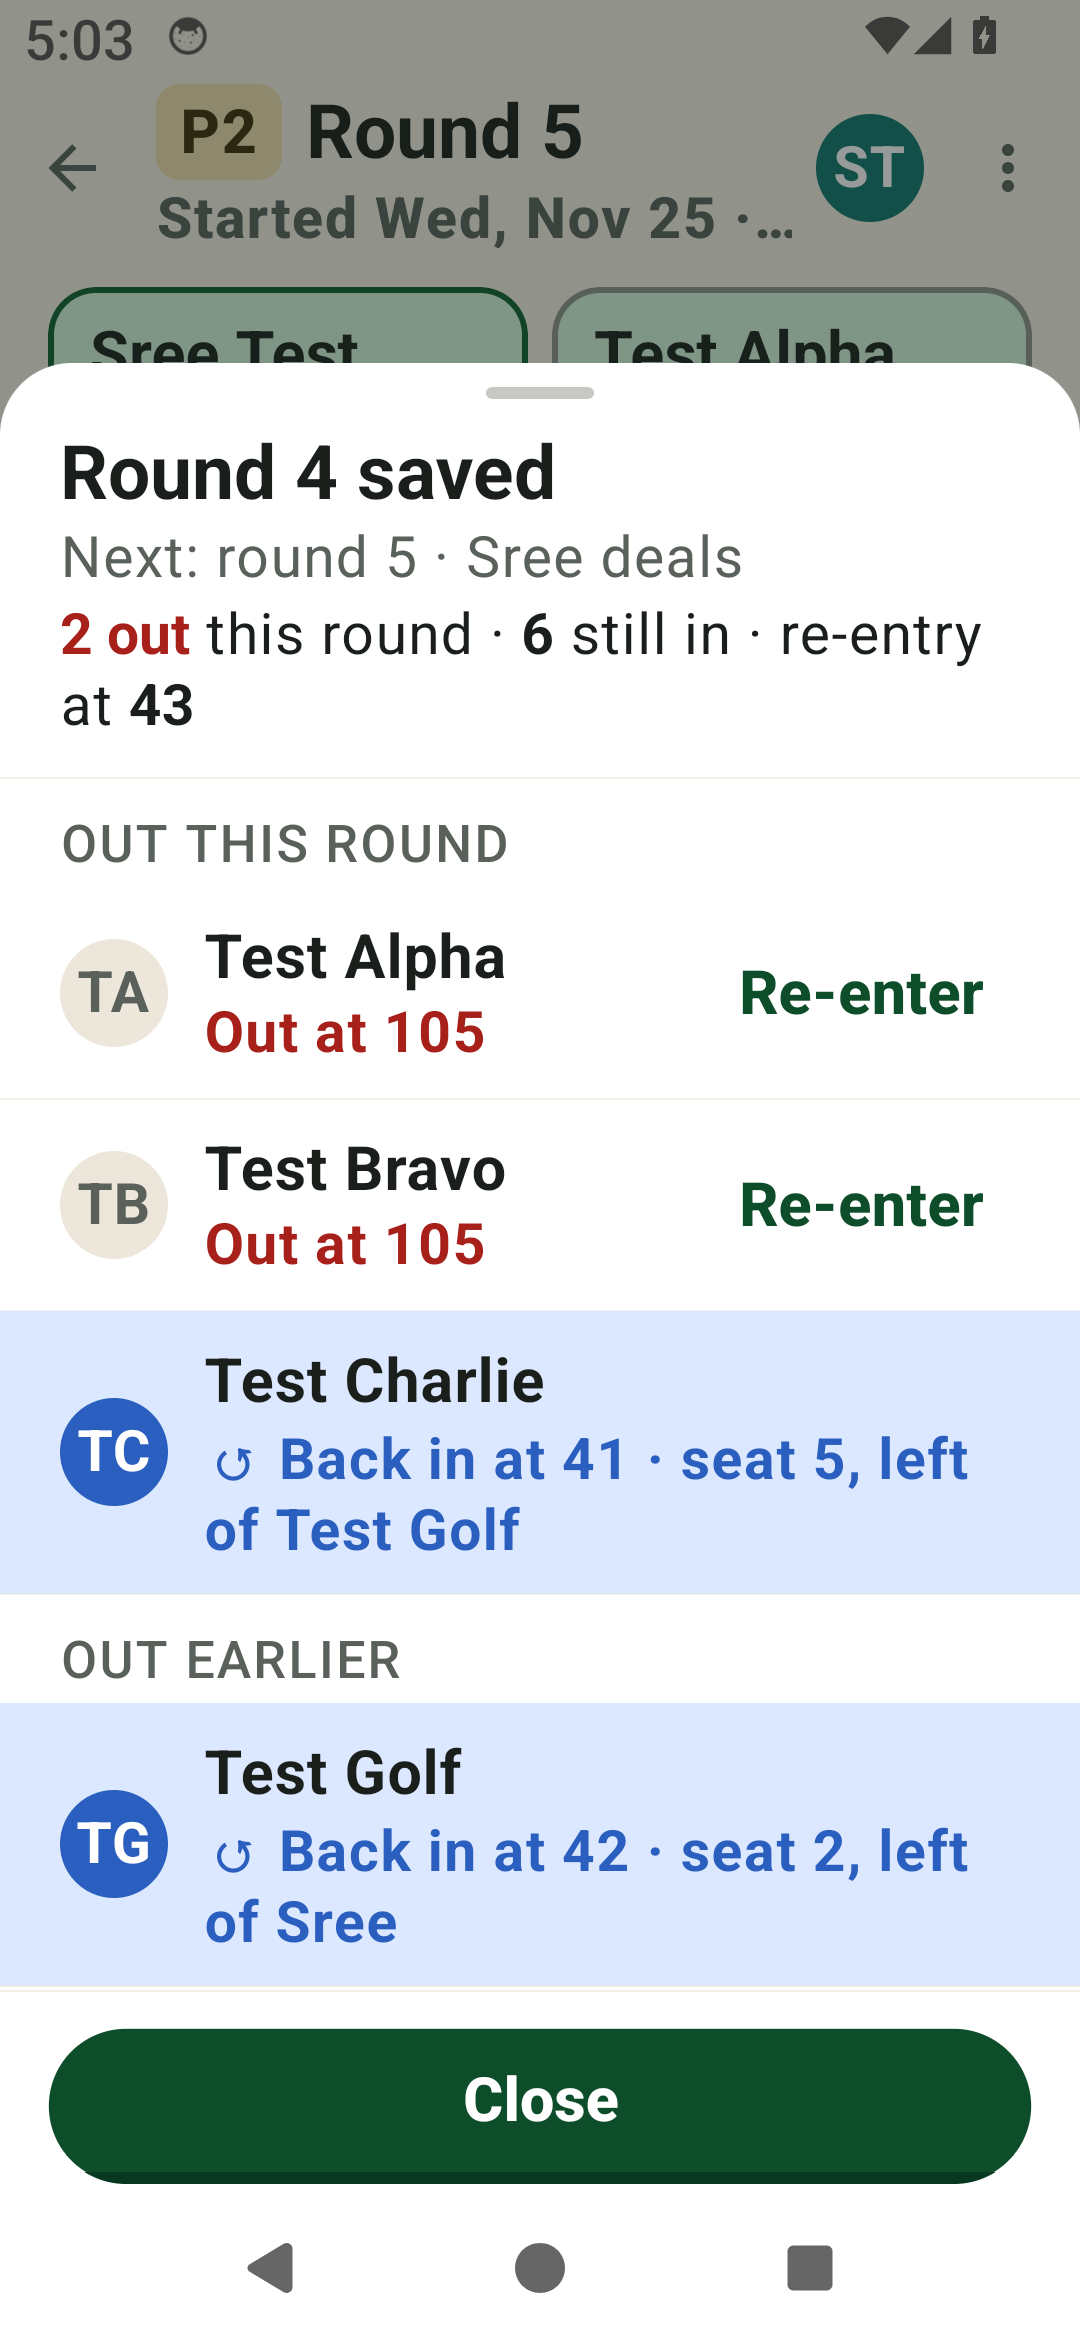 5:03
P2 Round 5
ST
Started Wed, Nov 25 ·...
Sree Test
Test Alpha
Round 4 saved
Next: round 5 · Sree deals
2 out this round · 6 still in · re-entry
at 43
OUT THIS ROUND
TA
Test Alpha
Out at 105
Re-enter
TB
Test Bravo
Out at 105
Re-enter
TC
Test Charlie
↺ Back in at 41 · seat 5, left
of Test Golf
OUT EARLIER
TG
Test Golf
↺ Back in at 42 · seat 2, left
of Sree
Close